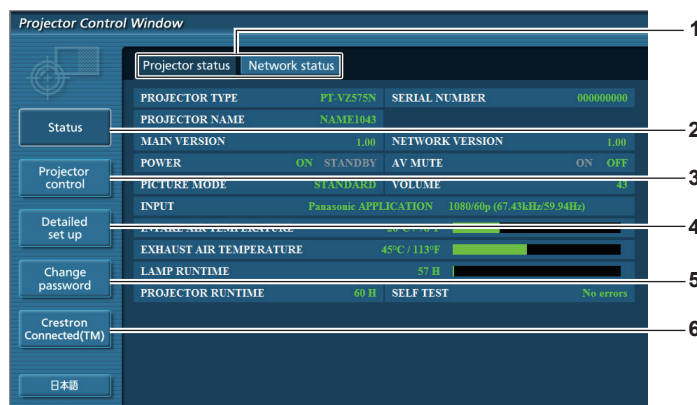 Projector Control Window
1
Projector status Network status
PROJECTOR TYPE PT-VZ575N SERIAL NUMBER 000000000
PROJECTOR NAME NAME1043
Status
2
MAIN VERSION 1.00 NETWORK VERSION 1.00
POWER ON STANDBY AV MUTE ON OFF
Projector control
3
PICTURE MODE STANDARD VOLUME 43
INPUT Panasonic APPLICATION 1080/60p (67.43kHz/59.94Hz)
Detailed set up
4
INTAKE AIR TEMPERATURE
EXHAUST AIR TEMPERATURE 45°C / 113°F
LAMP RUNTIME 57 H
Change password
5
PROJECTOR RUNTIME 60 H SELF TEST No errors
Crestron Connected(TM)
6
日本語